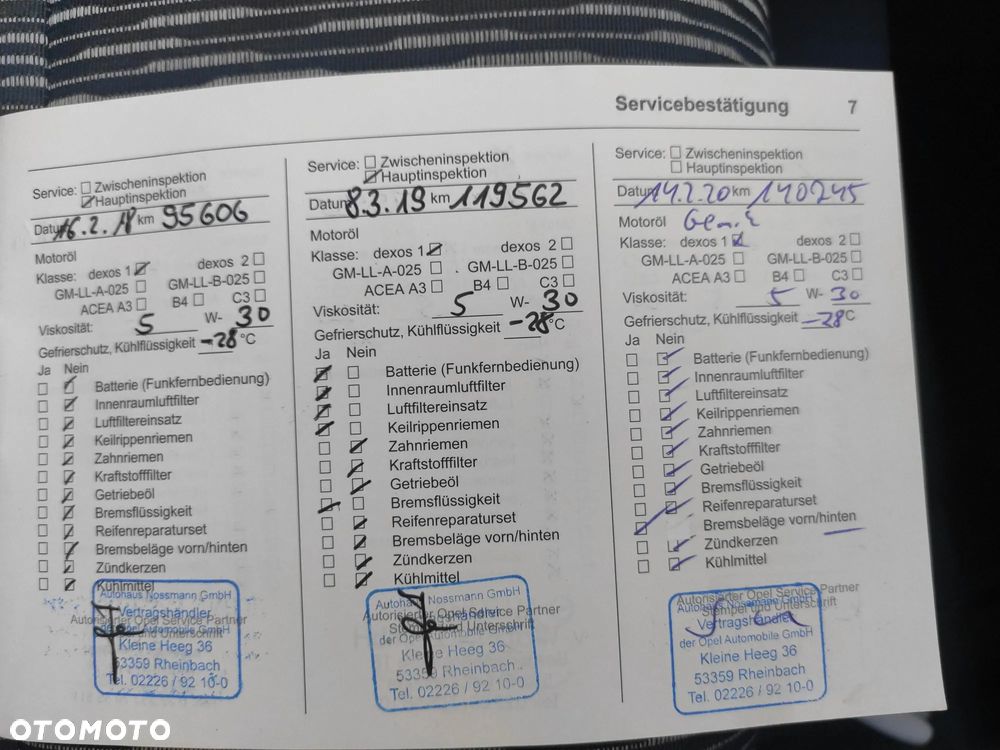 Servicebestätigung 7
Service: Zwischeninspektion
Hauptinspektion
Datum 16.2.18 km 95606
Motoröl
Klasse: dexos 1 dexos 2
GM-LL-A-025 GM-LL-B-025
ACEA A3 B4 C3
Viskosität: 5 W- 30
Gefrierschutz, Kühlflüssigkeit -28 °C
Ja Nein
Batterie (Funkfernbedienung)
Innenraumluftfilter
Luftfiltereinsatz
Keilrippenriemen
Zahnriemen
Kraftstofffilter
Getriebeöl
Bremsflüssigkeit
Reifenreparaturset
Bremsbeläge vorn/hinten
Zündkerzen
Kühlmittel
Autohaus Nossmann GmbH
Vertragshändler
Autorisierter Opel Service Partner
Stempel und Unterschrift
der Opel Automobile GmbH
Kleine Heeg 36
53359 Rheinbach
Tel. 02226 / 92 10-0
Service: Zwischeninspektion
Hauptinspektion
Datum 8.3.19 km 119562
Motoröl
Klasse: dexos 1 dexos 2
GM-LL-A-025 GM-LL-B-025
ACEA A3 B4 C3
Viskosität: 5 W- 30
Gefrierschutz, Kühlflüssigkeit -28 °C
Ja Nein
Batterie (Funkfernbedienung)
Innenraumluftfilter
Luftfiltereinsatz
Keilrippenriemen
Zahnriemen
Kraftstofffilter
Getriebeöl
Bremsflüssigkeit
Reifenreparaturset
Bremsbeläge vorn/hinten
Zündkerzen
Kühlmittel
Autohaus Nossmann GmbH
Autorisierter Opel Service Partner
Vertragshändler
Stempel und Unterschrift
der Opel Automobile GmbH
Kleine Heeg 36
53359 Rheinbach
Tel. 02226 / 92 10-0
Service: Zwischeninspektion
Hauptinspektion
Datum 14.2.20 km 140245
Motoröl
Klasse: dexos 1 dexos 2
GM-LL-A-025 GM-LL-B-025
ACEA A3 B4 C3
Viskosität: 5 W- 30
Gefrierschutz, Kühlflüssigkeit -28 °C
Ja Nein
Batterie (Funkfernbedienung)
Innenraumluftfilter
Luftfiltereinsatz
Keilrippenriemen
Zahnriemen
Kraftstofffilter
Getriebeöl
Bremsflüssigkeit
Reifenreparaturset
Bremsbeläge vorn/hinten
Zündkerzen
Kühlmittel
Autorisierter Opel Service Partner
Autohaus Nossmann GmbH
Stempel und Unterschrift
Vertragshändler
der Opel Automobile GmbH
Kleine Heeg 36
53359 Rheinbach
Tel. 02226 / 92 10-0
OTOMOTO